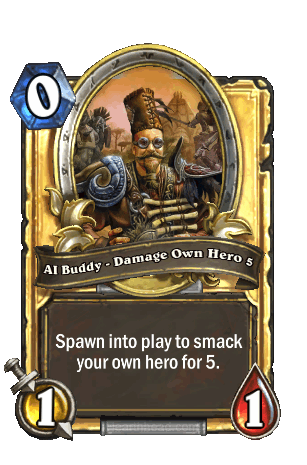 0
AI Buddy - Damage Own Hero 5
Spawn into play to smack
your own hero for 5.
1
1